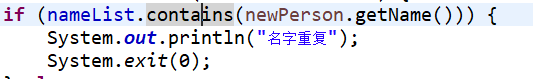 if (nameList.contains(newPerson.getName())) {
System.out.println("名字重复");
System.exit(0);